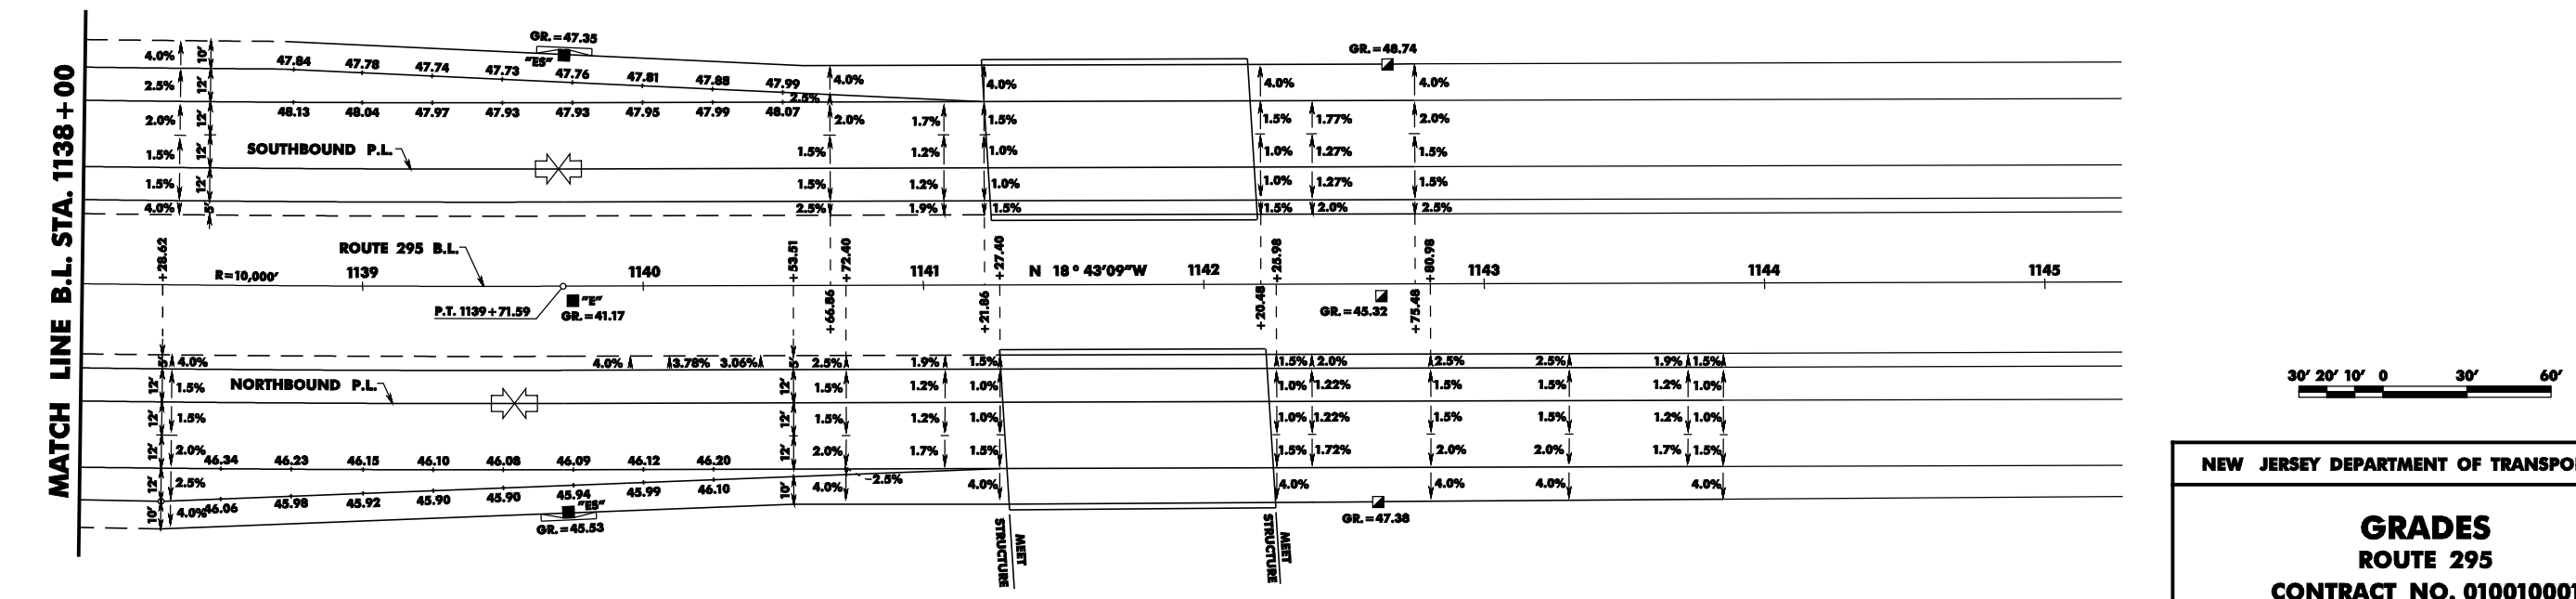 MATCH LINE B.L. STA. 1138+00
GR.=47.35
"ES"
GR.=48.74
4.0% 10' 47.84 47.78 47.74 47.73 47.76 47.81 47.88 47.99 4.0% 4.0% 4.0% 4.0%
2.5% 12' 2.5%
48.13 48.04 47.97 47.93 47.93 47.95 47.99 48.07
2.0% 12' 2.0% 1.7% 1.5% 1.5% 1.77% 2.0%
SOUTHBOUND P.L.
1.5% 12' 1.5% 1.2% 1.0% 1.0% 1.27% 1.5%
1.5% 12' 1.5% 1.2% 1.0% 1.0% 1.27% 1.5%
4.0% 5' 2.5% 1.9% 1.5% 1.5% 2.0% 2.5%
ROUTE 295 B.L.
+28.62 +53.51 +72.40 +27.40 +25.98 +80.98
R=10,000' 1139 1140 1141 N 18° 43'09"W 1142 1143 1144 1145
+66.86 +21.86 +20.48 +75.48
"E"
P.T. 1139+71.59
GR.=41.17
GR.=45.32
5' 4.0% 4.0% 3.78% 3.06% 5' 2.5% 1.9% 1.5% 1.5% 2.0% 2.5% 2.5% 1.9% 1.5%
NORTHBOUND P.L.
12' 1.5% 12' 1.5% 1.2% 1.0% 1.0% 1.22% 1.5% 1.5% 1.2% 1.0%
12' 1.5% 12' 1.5% 1.2% 1.0% 1.0% 1.22% 1.5% 1.5% 1.2% 1.0%
12' 2.0% 12' 2.0% 1.7% 1.5% 1.5% 1.72% 2.0% 2.0% 1.7% 1.5%
46.34 46.23 46.15 46.10 46.08 46.09 46.12 46.20
12' 2.5% 10' 4.0% -2.5% 4.0% 4.0% 4.0% 4.0% 4.0%
10' 4.0% 46.06 45.98 45.92 45.90 45.90 45.94 45.99 46.10
"ES"
GR.=45.53
GR.=47.38
MEET
STRUCTURE
MEET
STRUCTURE
30' 20' 10' 0 30' 60'
NEW JERSEY DEPARTMENT OF TRANSPO
GRADES
ROUTE 295
CONTRACT NO. 010010001